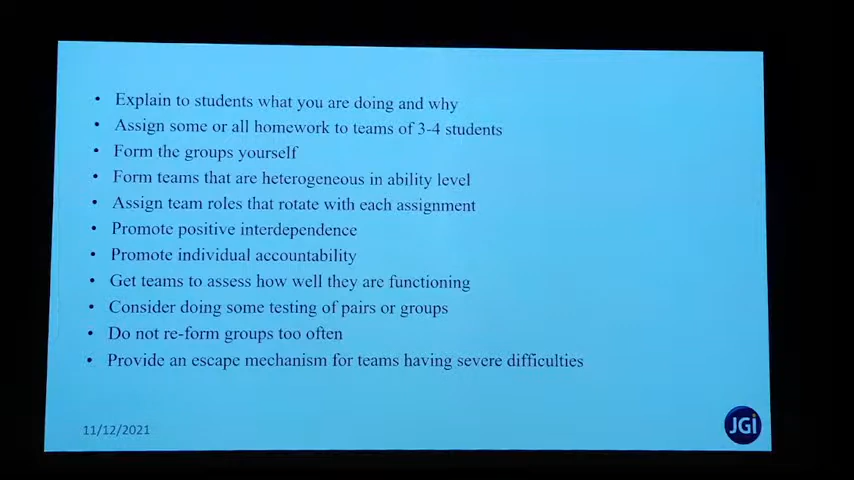 • Explain to students what you are doing and why
• Assign some or all homework to teams of 3-4 students
• Form the groups yourself
• Form teams that are heterogeneous in ability level
• Assign team roles that rotate with each assignment
• Promote positive interdependence
• Promote individual accountability
• Get teams to assess how well they are functioning
• Consider doing some testing of pairs or groups
• Do not re-form groups too often
• Provide an escape mechanism for teams having severe difficulties
11/12/2021
JGi